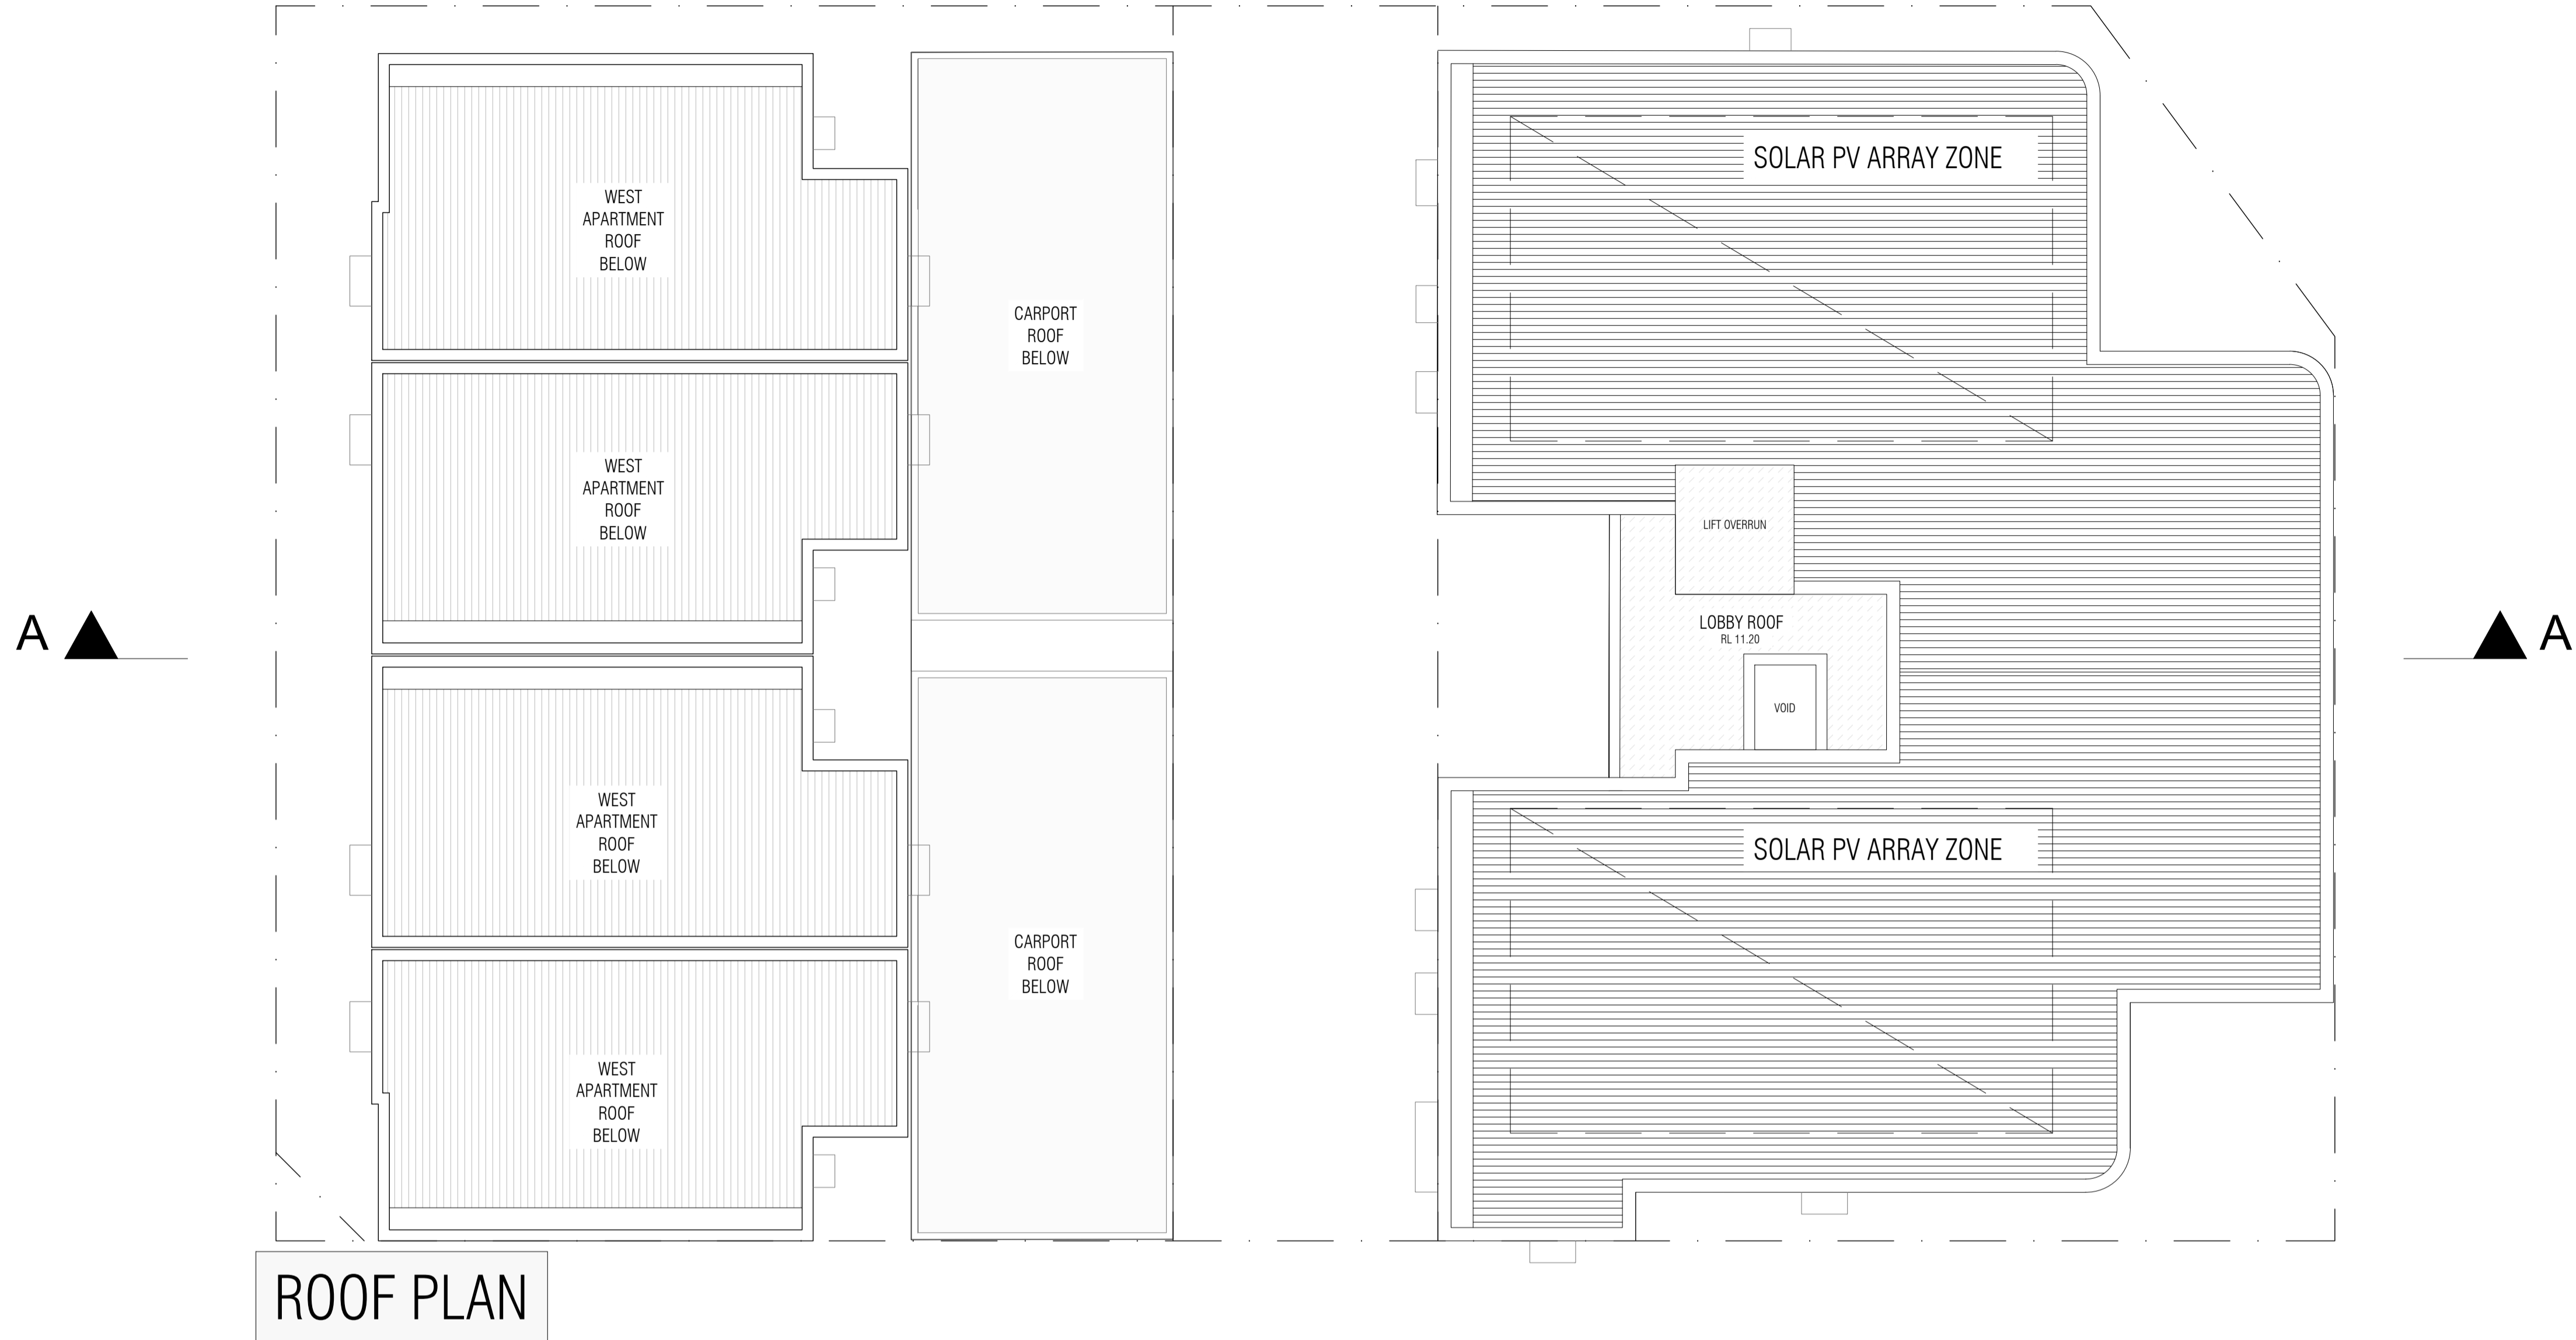 SOLAR PV ARRAY ZONE
WEST
APARTMENT
ROOF
BELOW
CARPORT
ROOF
BELOW
WEST
APARTMENT
ROOF
BELOW
LIFT OVERRUN
A
A
LOBBY ROOF
RL 11.20
VOID
WEST
APARTMENT
ROOF
BELOW
SOLAR PV ARRAY ZONE
CARPORT
ROOF
BELOW
WEST
APARTMENT
ROOF
BELOW
ROOF PLAN